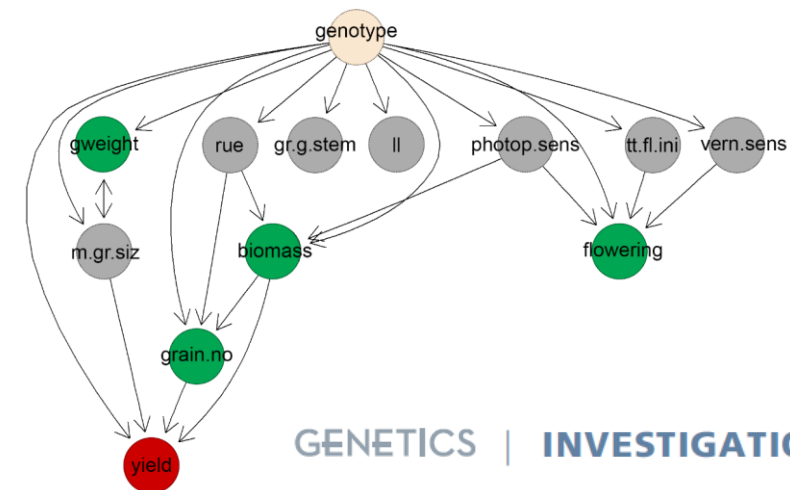 genotype
gweight
rue
gr.g.stem
ll
photop.sens
tt.fl.ini
vern.sens
m.gr.siz
biomass
flowering
grain.no
yield
GENETICS | INVESTIGATIO